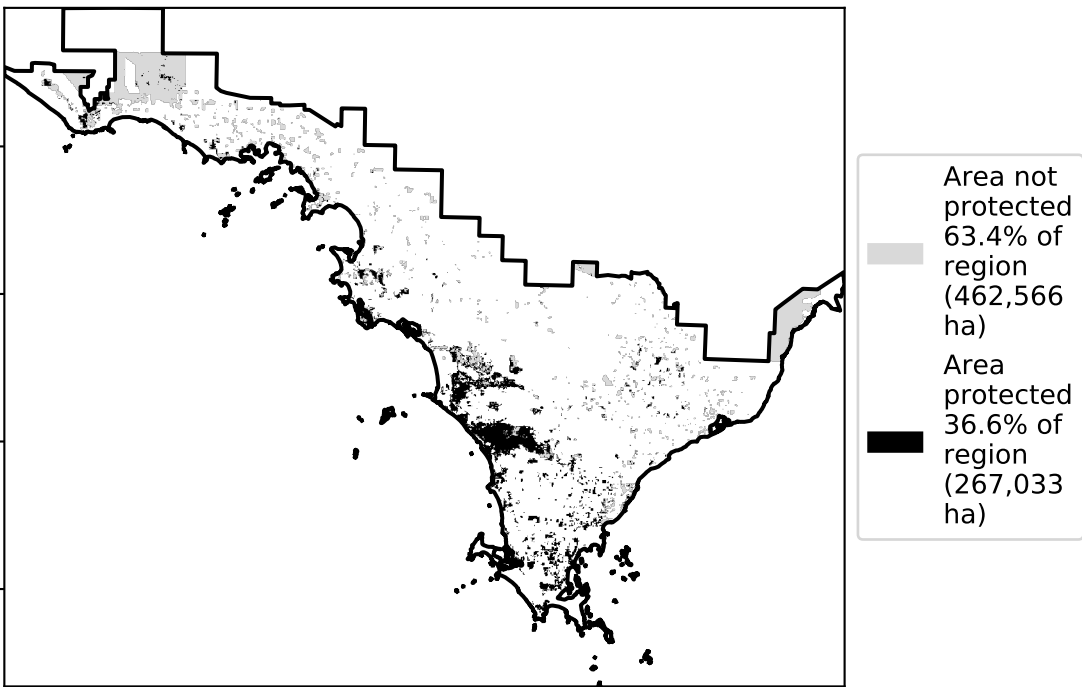 Area not
protected
63.4% of
region
(462,566
ha)
Area
protected
36.6% of
region
(267,033
ha)